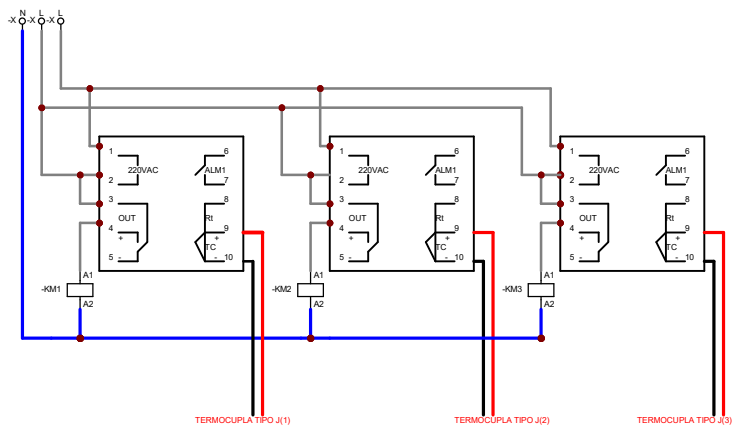 N L L
-X -X -X
1 6 1 6 1 6
220VAC ALM1 220VAC ALM1 220VAC ALM1
2 7 2 7 2 7
3 8 3 8 3 8
OUT Rt OUT Rt OUT Rt
4 9 4 9 4 9
+ + + + + +
TC TC TC
5 - - 10 5 - - 10 5 - - 10
A1 A1 A1
-KM1 -KM2 -KM3
A2 A2 A2
TERMOCUPLA TIPO J(1) TERMOCUPLA TIPO J(2) TERMOCUPLA TIPO J(3)